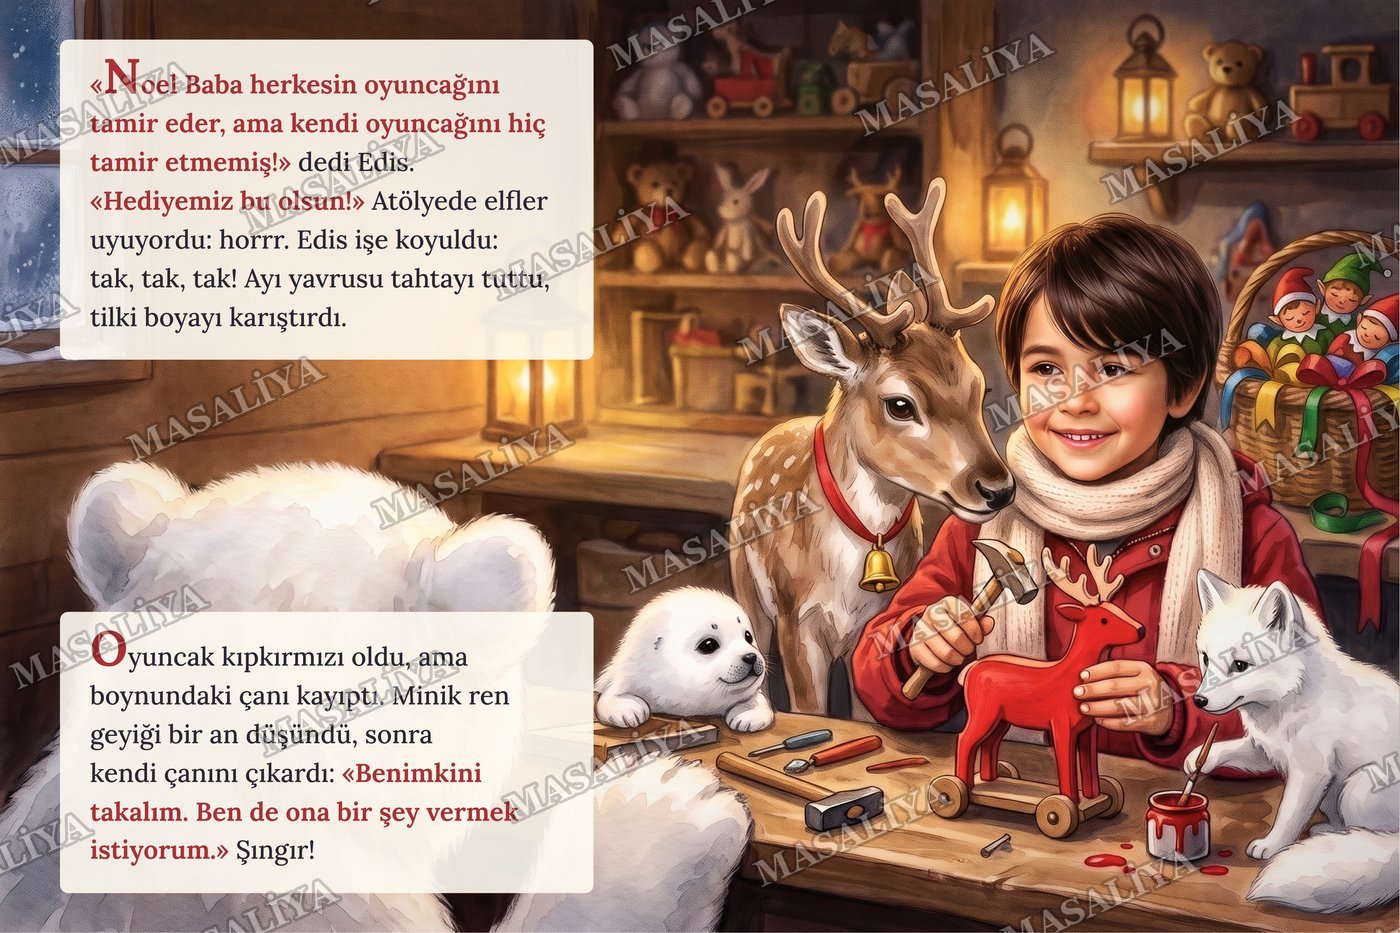 «Noel Baba herkesin oyuncağını
tamir eder, ama kendi oyuncağını hiç
tamir etmemiş!» dedi Edis.
«Hediyemiz bu olsun!» Atölyede elfler
uyuyordu: horrr. Edis işe koyuldu:
tak, tak, tak! Ayı yavrusu tahtayı tuttu,
tilki boyayı karıştırdı.
Oyuncak kıpkırmızı oldu, ama
boynundaki çanı kayıptı. Minik ren
geyiği bir an düşündü, sonra
kendi çanını çıkardı: «Benimkini
takalım. Ben de ona bir şey vermek
istiyorum.» Şıngır!
MASALİYA